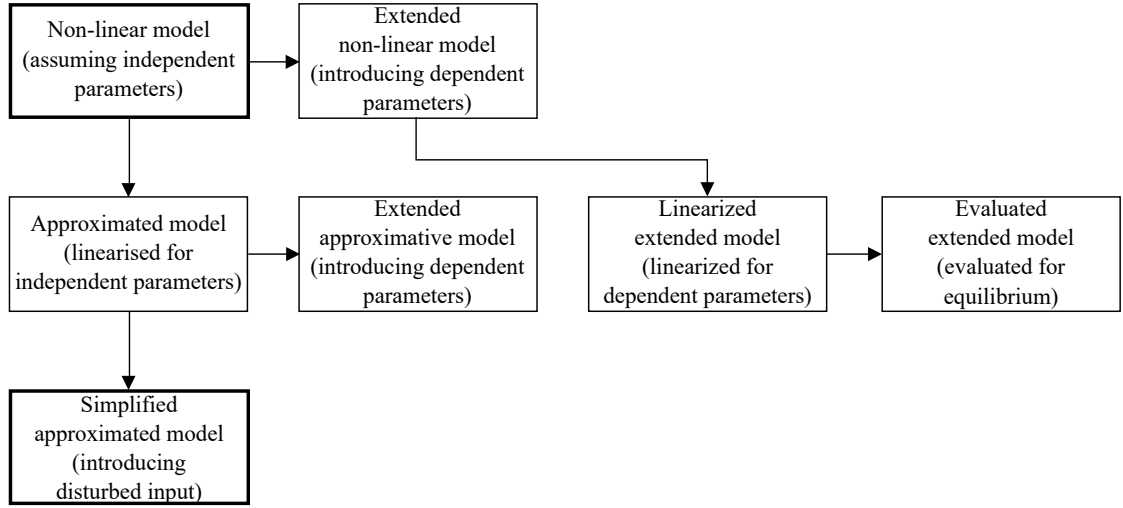 Non-linear model
(assuming independent
parameters)
Extended
non-linear model
(introducing dependent
parameters)
Approximated model
(linearised for
independent parameters)
Extended
approximative model
(introducing dependent
parameters)
Linearized
extended model
(linearized for
dependent parameters)
Evaluated
extended model
(evaluated for
equilibrium)
Simplified
approximated model
(introducing
disturbed input)